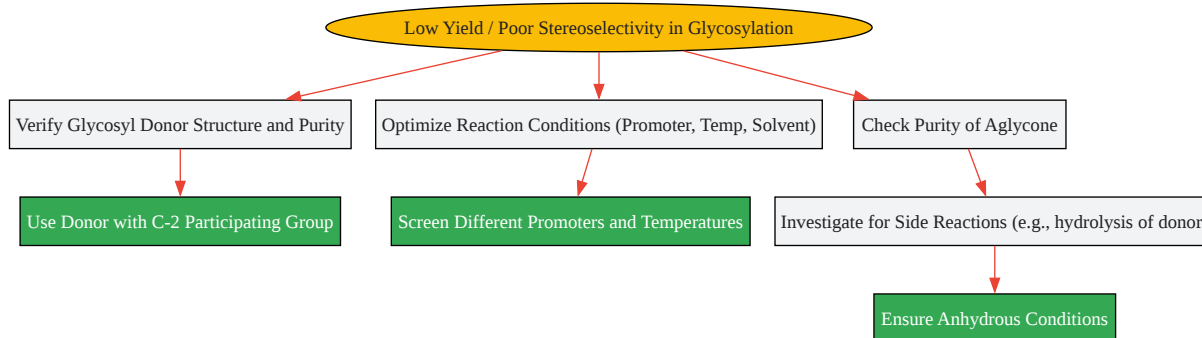 Low Yield / Poor Stereoselectivity in Glycosylation
Verify Glycosyl Donor Structure and Purity
Optimize Reaction Conditions (Promoter, Temp, Solvent)
Check Purity of Aglycone
Use Donor with C-2 Participating Group
Screen Different Promoters and Temperatures
Investigate for Side Reactions (e.g., hydrolysis of donor
Ensure Anhydrous Conditions